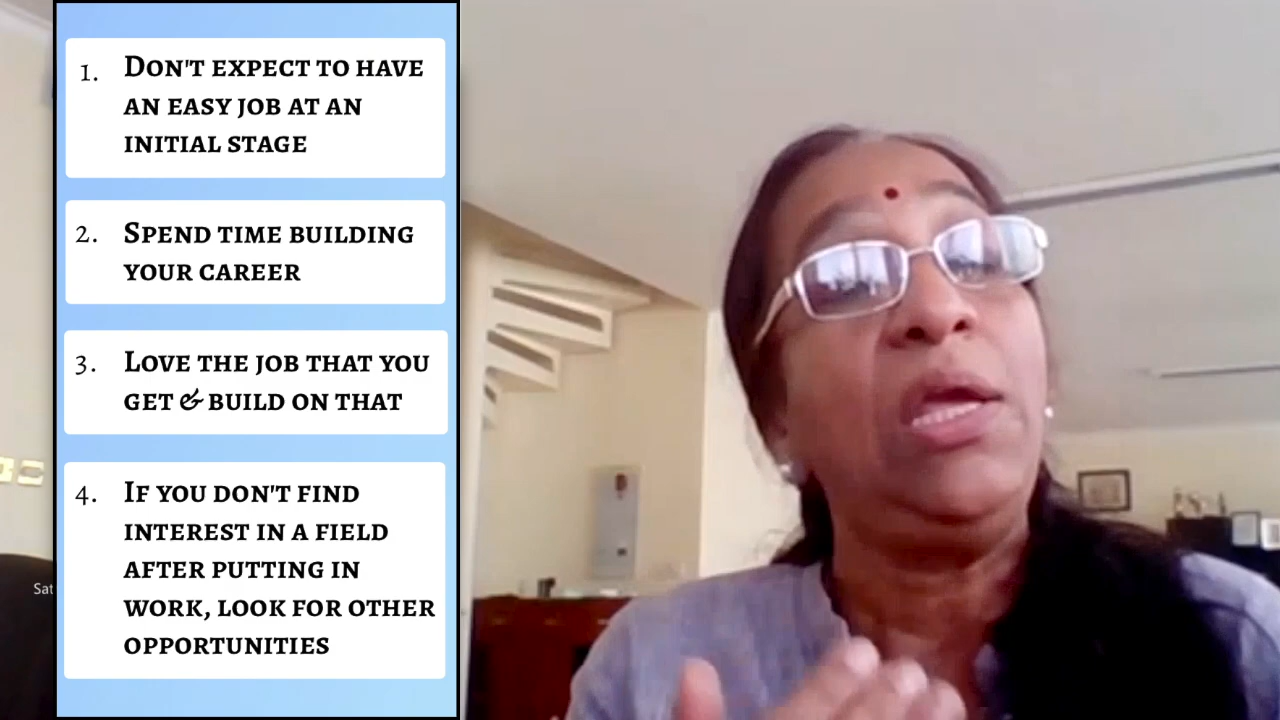 1. DON'T EXPECT TO HAVE
AN EASY JOB AT AN
INITIAL STAGE
2. SPEND TIME BUILDING
YOUR CAREER
3. LOVE THE JOB THAT YOU
GET & BUILD ON THAT
4. IF YOU DON'T FIND
INTEREST IN A FIELD
AFTER PUTTING IN
WORK, LOOK FOR OTHER
OPPORTUNITIES
Sat